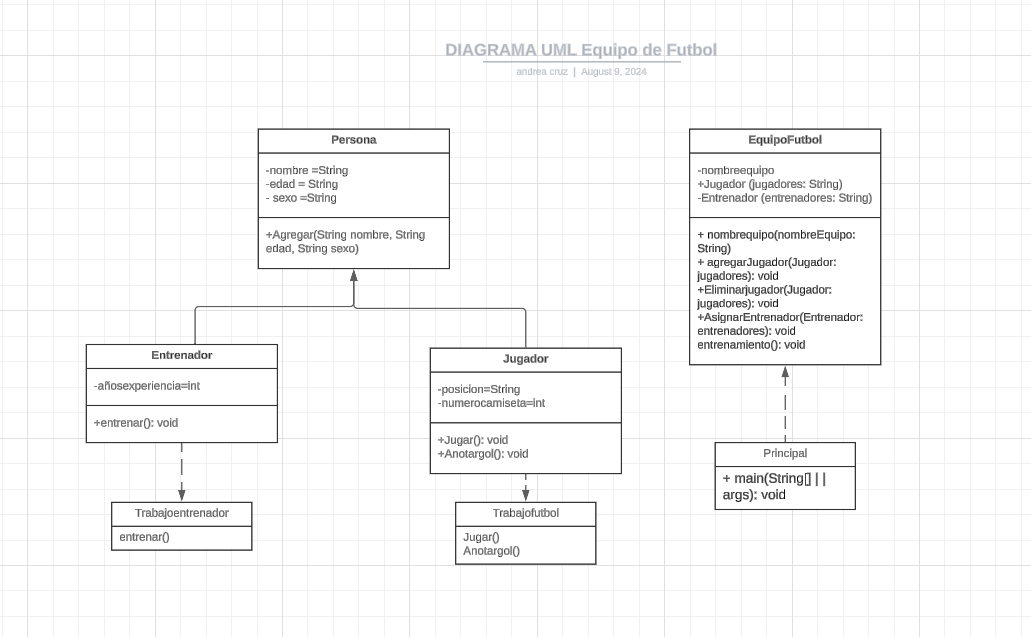 DIAGRAMA UML Equipo de Futbol
andrea cruz | August 9, 2024
Persona
-nombre =String
-edad = String
- sexo =String
+Agregar(String nombre, String
edad, String sexo)
EquipoFutbol
-nombreequipo
+Jugador (jugadores: String)
-Entrenador (entrenadores: String)
+ nombrequipo(nombreEquipo:
String)
+ agregarJugador(Jugador:
jugadores): void
+Eliminarjugador(Jugador:
jugadores): void
+AsignarEntrenador(Entrenador:
entrenadores): void
entrenamiento(): void
Entrenador
-añosexperiencia=int
+entrenar(): void
Jugador
-posicion=String
-numerocamiseta=int
+Jugar(): void
+Anotargol(): void
Principal
+ main(String[] | |
args): void
Trabajoentrenador
entrenar()
Trabajofutbol
Jugar()
Anotargol()